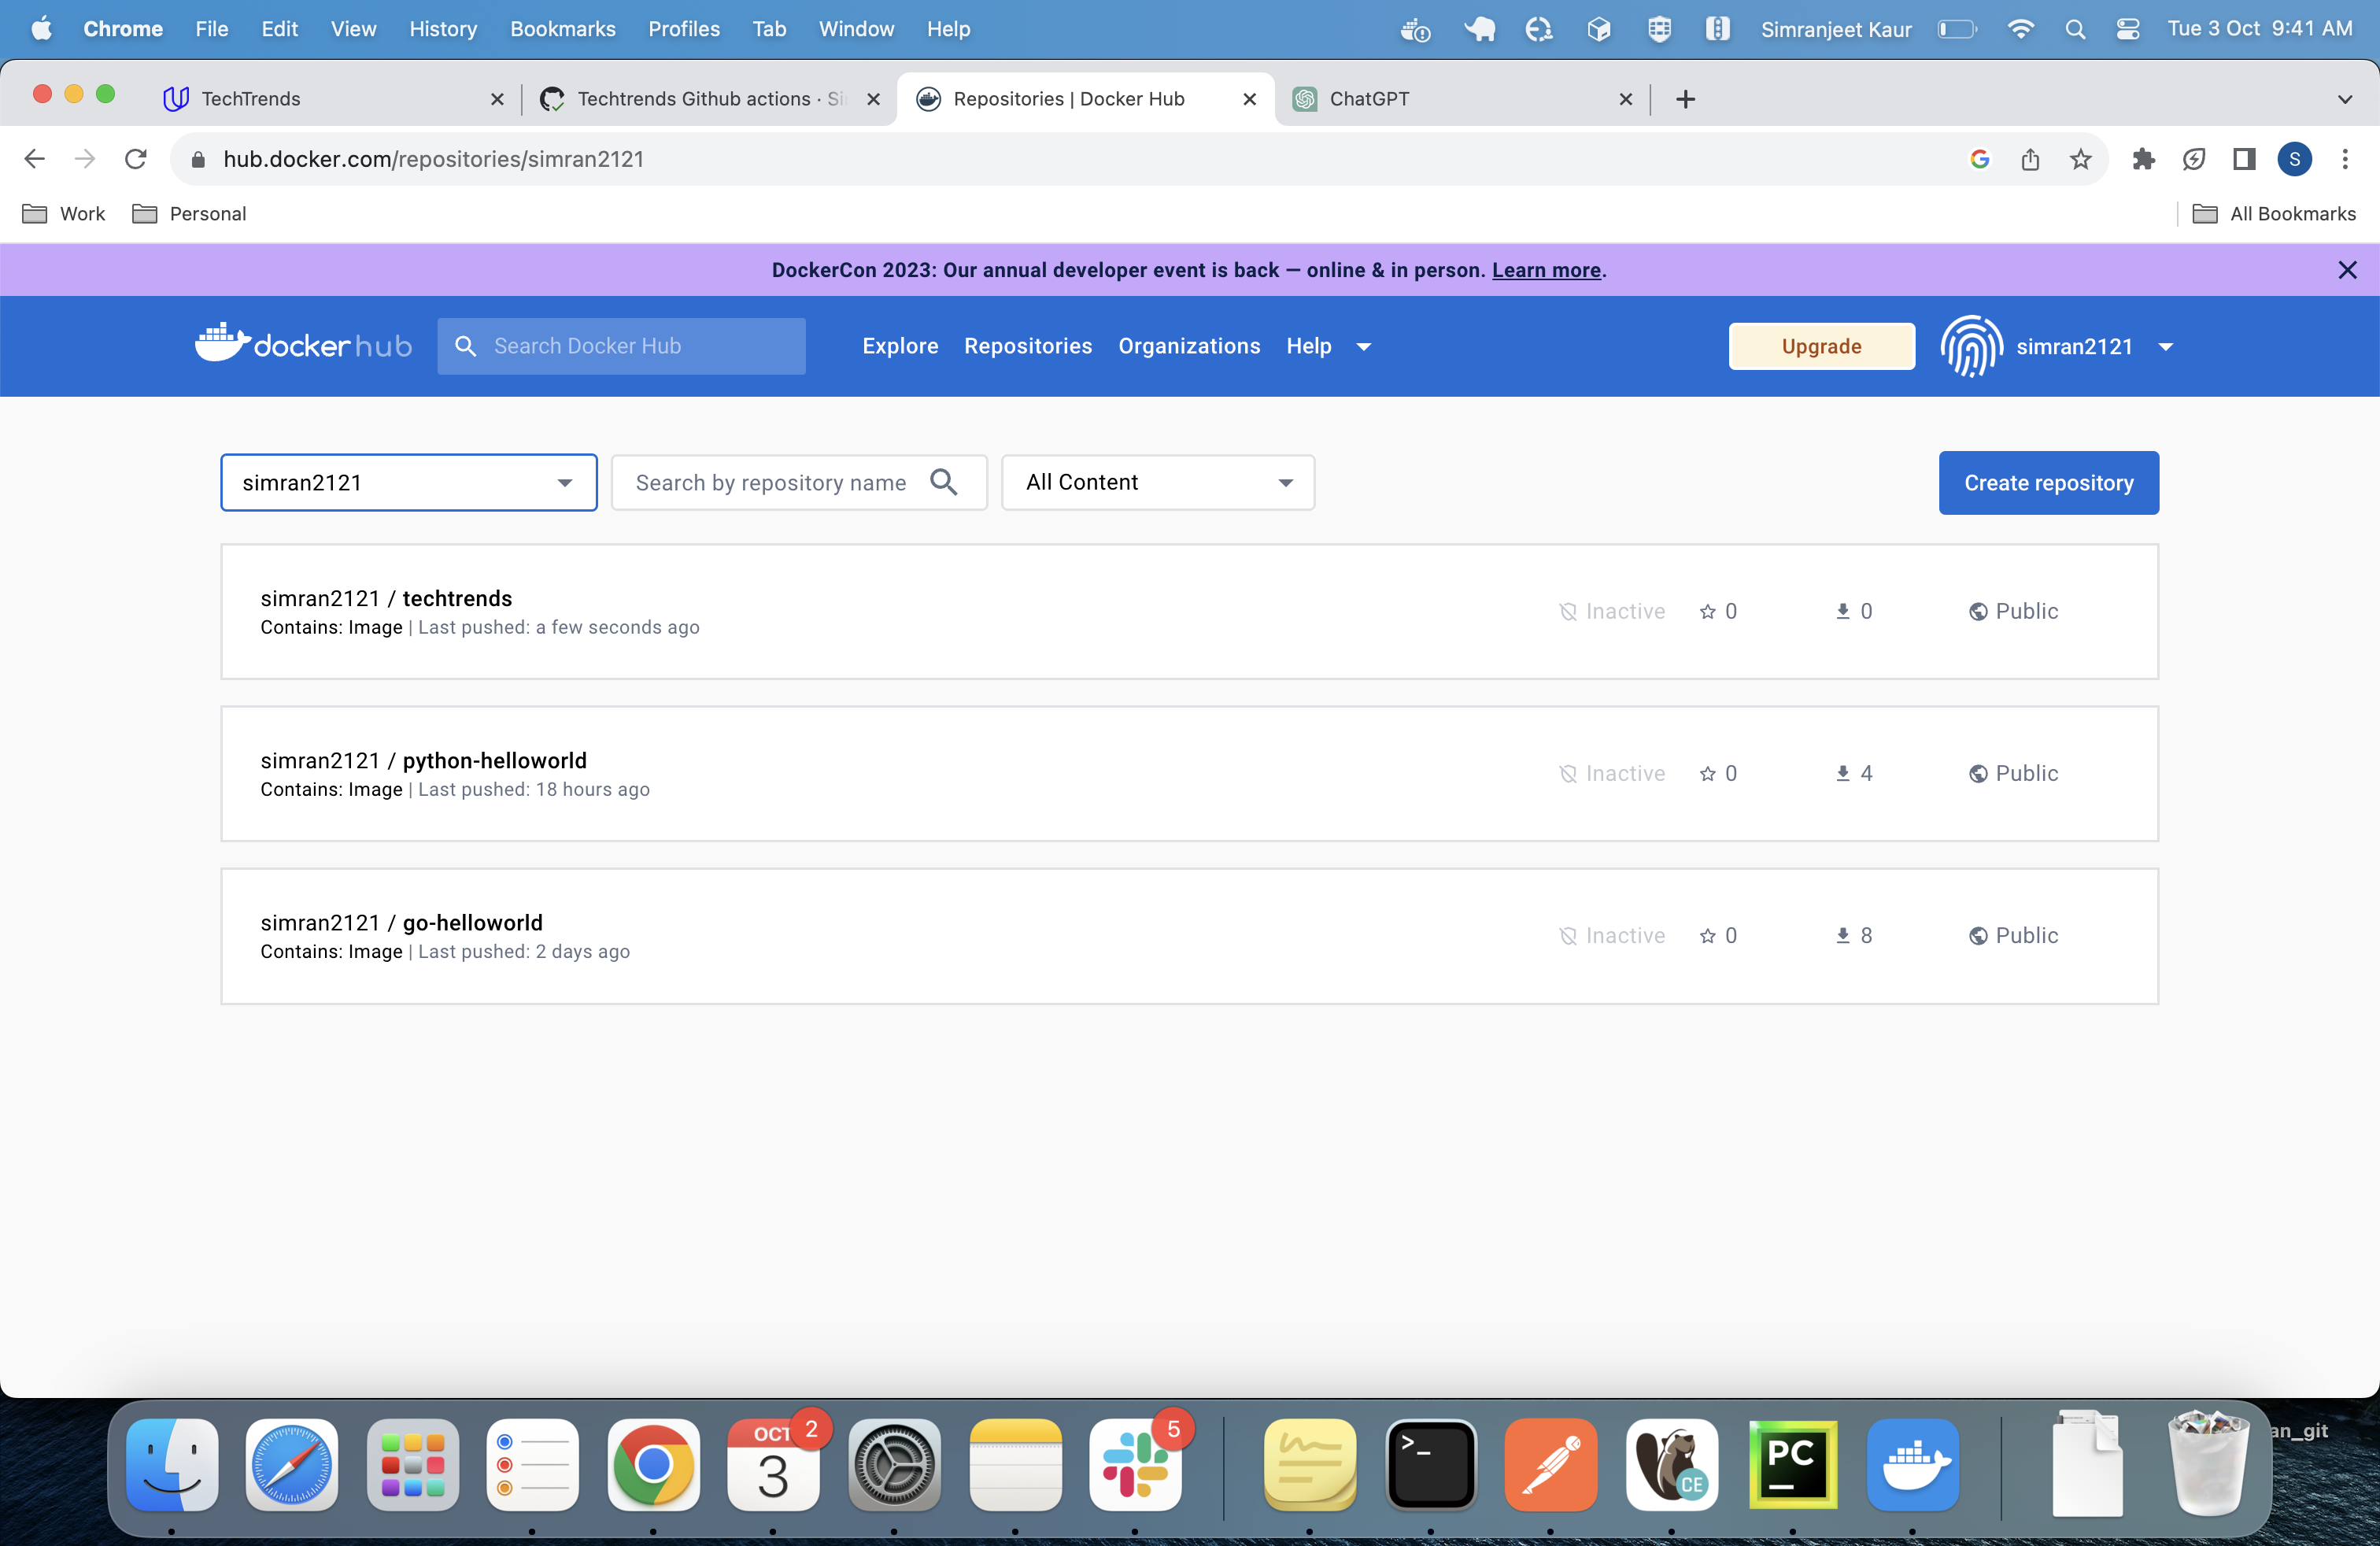 Chrome File Edit View History Bookmarks Profiles Tab Window Help Simranjeet Kaur Tue 3 Oct 9:41 AM
TechTrends Techtrends Github actions · Si Repositories | Docker Hub ChatGPT
hub.docker.com/repositories/simran2121 S
Work Personal All Bookmarks
DockerCon 2023: Our annual developer event is back — online & in person. Learn more.
docker hub Search Docker Hub Explore Repositories Organizations Help Upgrade simran2121
simran2121 Search by repository name All Content Create repository
simran2121 / techtrends
Contains: Image | Last pushed: a few seconds ago
Inactive 0 0 Public
simran2121 / python-helloworld
Contains: Image | Last pushed: 18 hours ago
Inactive 0 4 Public
simran2121 / go-helloworld
Contains: Image | Last pushed: 2 days ago
Inactive 0 8 Public
OCT 2 5
3 >_ CE PC an_git